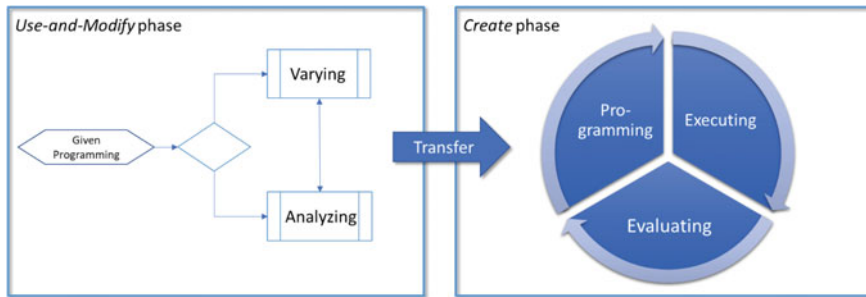 Use-and-Modify phase
Varying
Given
Programming
Analyzing
Transfer
Create phase
Pro-
gramming
Executing
Evaluating